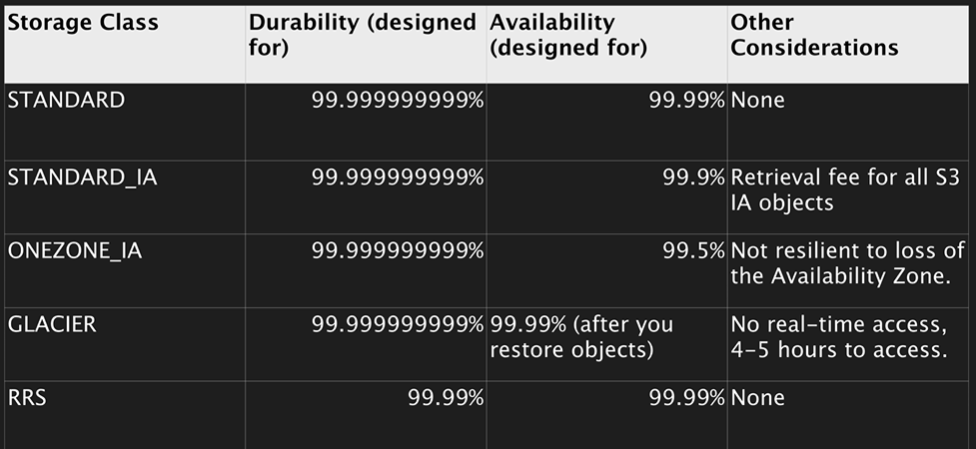 Storage Class Durability (designed for) Availability (designed for) Other Considerations
STANDARD 99.999999999% 99.99% None
STANDARD_IA 99.999999999% 99.9% Retrieval fee for all S3 IA objects
ONEZONE_IA 99.999999999% 99.5% Not resilient to loss of the Availability Zone.
GLACIER 99.999999999% 99.99% (after you restore objects) No real-time access, 4-5 hours to access.
RRS 99.99% 99.99% None